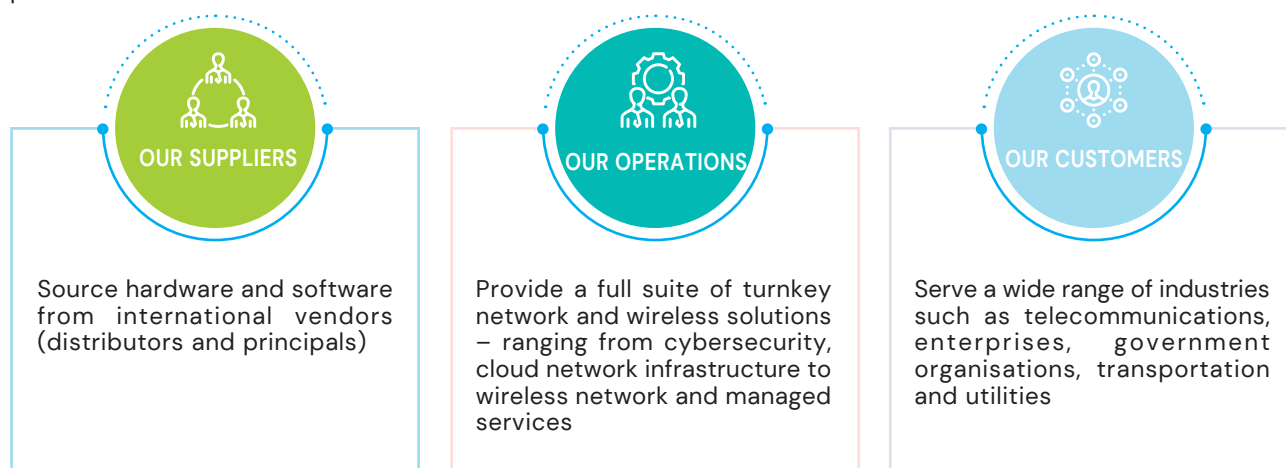 OUR SUPPLIERS
Source hardware and software
from international vendors
(distributors and principals)
OUR OPERATIONS
Provide a full suite of turnkey
network and wireless solutions
– ranging from cybersecurity,
cloud network infrastructure to
wireless network and managed
services
OUR CUSTOMERS
Serve a wide range of industries
such as telecommunications,
enterprises, government
organisations, transportation
and utilities